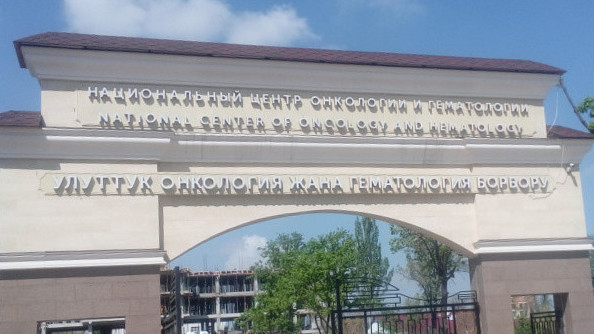 НАЦИОНАЛЬНЫЙ ЦЕНТР ОНКОЛОГИИ И ГЕМАТОЛОГИИ
NATIONAL CENTER OF ONCOLOGY AND HEMATOLOGY
УЛУТТУК ОНКОЛОГИЯ ЖАНА ГЕМАТОЛОГИЯ БОРБОРУ